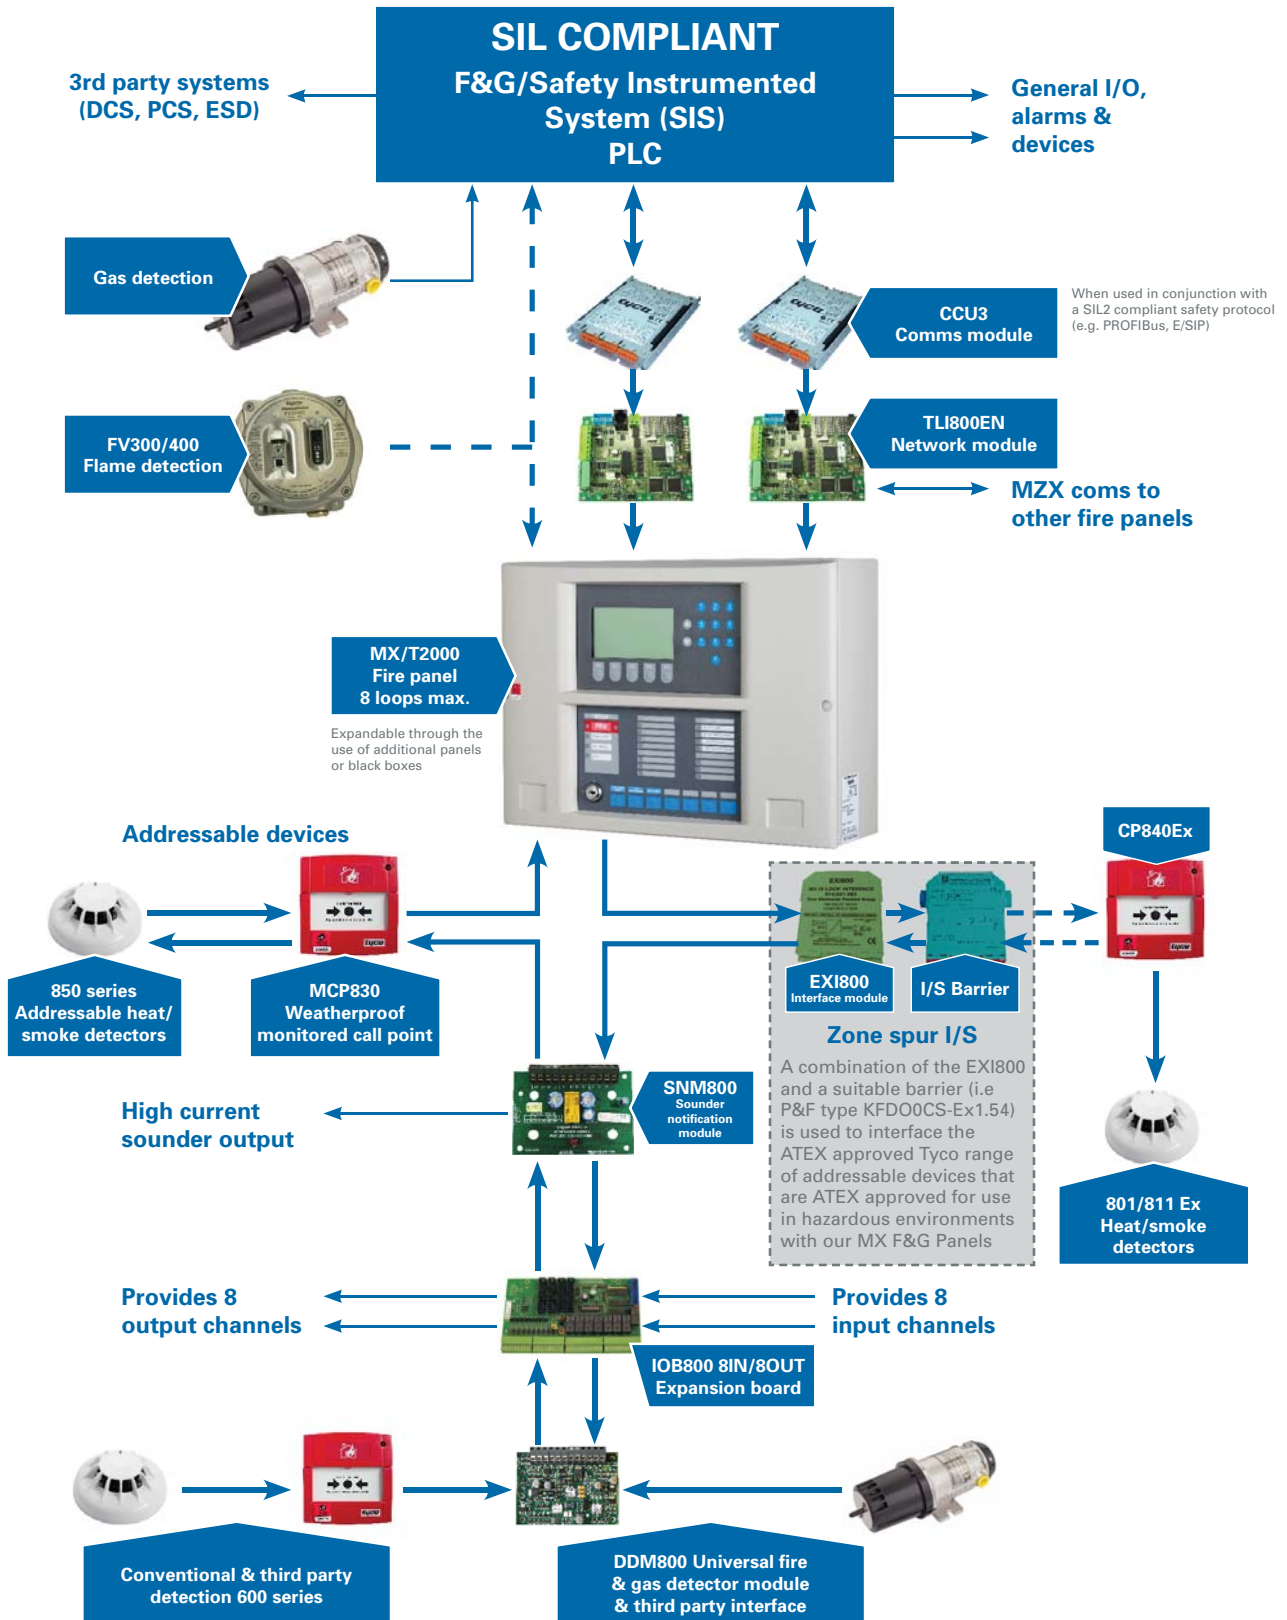 SIL COMPLIANT
F&G/Safety Instrumented
System (SIS)
PLC
3rd party systems
(DCS, PCS, ESD)
General I/O,
alarms &
devices
Gas detection
tyco
CCU3
Comms module
When used in conjunction with
a SIL2 compliant safety protocol
(e.g. PROFIBus, E/SIP)
FV300/400
Flame detection
TLI800EN
Network module
MZX coms to
other fire panels
MX/T2000
Fire panel
8 loops max.
Expandable through the
use of additional panels
or black boxes
Addressable devices
CP840Ex
tyco
EXI800
850 series
Addressable heat/
smoke detectors
MCP830
Weatherproof
monitored call point
EXI800
Interface module
I/S Barrier
Zone spur I/S
A combination of the EXI800
and a suitable barrier (i.e
P&F type KFDO0CS-Ex1.54)
is used to interface the
ATEX approved Tyco range
of addressable devices that
are ATEX approved for use
in hazardous environments
with our MX F&G Panels
SNM800
Sounder
notification
module
High current
sounder output
801/811 Ex
Heat/smoke
detectors
Provides 8
output channels
Provides 8
input channels
IOB800 8IN/8OUT
Expansion board
tyco
Conventional & third party
detection 600 series
DDM800 Universal fire
& gas detector module
& third party interface